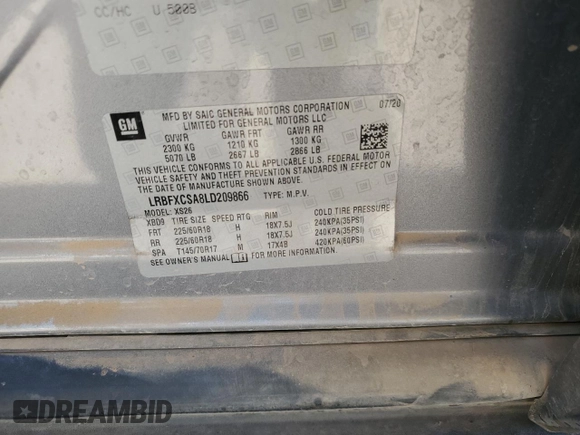 CC/HC U 5008
GM
MFD BY SAIC GENERAL MOTORS CORPORATION 07/20
LIMITED FOR GENERAL MOTORS LLC
GVWR GAWR FRT GAWR RR
2300 KG 1210 KG 1300 KG
5070 LB 2667 LB 2866 LB
THIS VEHICLE CONFORMS TO ALL APPLICABLE U.S. FEDERAL MOTOR
VEHICLE SAFETY AND THEFT PREVENTION STANDARDS IN EFFECT
ON THE DATE OF MANUFACTURE SHOWN ABOVE.
LRBFXCSA8LD209866 TYPE: M.P.V.
MODEL: XS26
XBD9 TIRE SIZE SPEED RTG RIM COLD TIRE PRESSURE
FRT 225/60R18 H 18X7.5J 240KPA(35PSI)
RR 225/60R18 H 18X7.5J 240KPA(35PSI)
SPA T145/70R17 M 17X4B 420KPA(60PSI)
SEE OWNER'S MANUAL FOR MORE INFORMATION.
DREAMBID